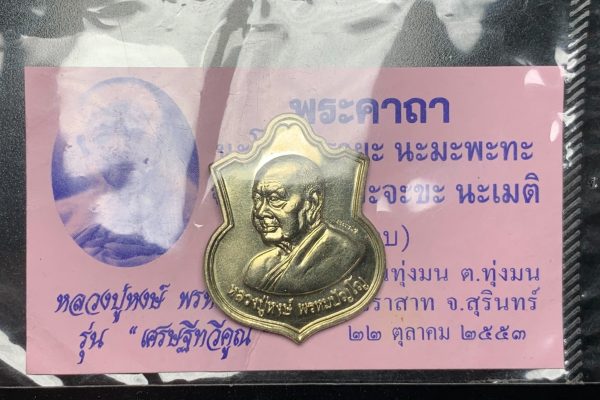 พระคาถา
นะมะพะทะ
จะขะ นะเมติ
บ)
ทุ่งมน ต.ทุ่งมน
หลวงปู่หงษ์ พรห ราสาท จ.สุรินทร์
รุ่น "เศรษฐีทวีคูณ ๒๒ ตุลาคม ๒๕๕๓
หลวงปู่หงษ์ พรหมปัญโญ